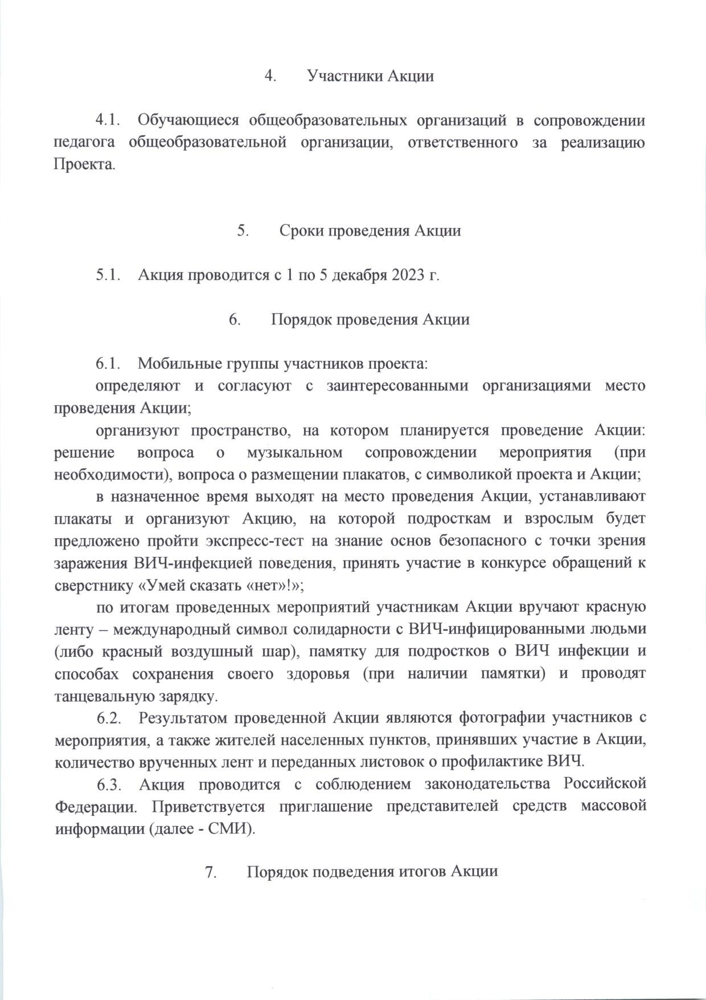 4. Участники Акции
4.1. Обучающиеся общеобразовательных организаций в сопровождении
педагога общеобразовательной организации, ответственного за реализацию
Проекта.
5. Сроки проведения Акции
5.1. Акция проводится с 1 по 5 декабря 2023 г.
6. Порядок проведения Акции
6.1. Мобильные группы участников проекта:
определяют и согласуют с заинтересованными организациями место
проведения Акции;
организуют пространство, на котором планируется проведение Акции:
решение вопроса о музыкальном сопровождении мероприятия (при
необходимости), вопроса о размещении плакатов, с символикой проекта и Акции;
в назначенное время выходят на место проведения Акции, устанавливают
плакаты и организуют Акцию, на которой подросткам и взрослым будет
предложено пройти экспресс-тест на знание основ безопасного с точки зрения
заражения ВИЧ-инфекцией поведения, принять участие в конкурсе обращений к
сверстнику «Умей сказать «нет»!»;
по итогам проведенных мероприятий участникам Акции вручают красную
ленту – международный символ солидарности с ВИЧ-инфицированными людьми
(либо красный воздушный шар), памятку для подростков о ВИЧ инфекции и
способах сохранения своего здоровья (при наличии памятки) и проводят
танцевальную зарядку.
6.2. Результатом проведенной Акции являются фотографии участников с
мероприятия, а также жителей населенных пунктов, принявших участие в Акции,
количество врученных лент и переданных листовок о профилактике ВИЧ.
6.3. Акция проводится с соблюдением законодательства Российской
Федерации. Приветствуется приглашение представителей средств массовой
информации (далее - СМИ).
7. Порядок подведения итогов Акции